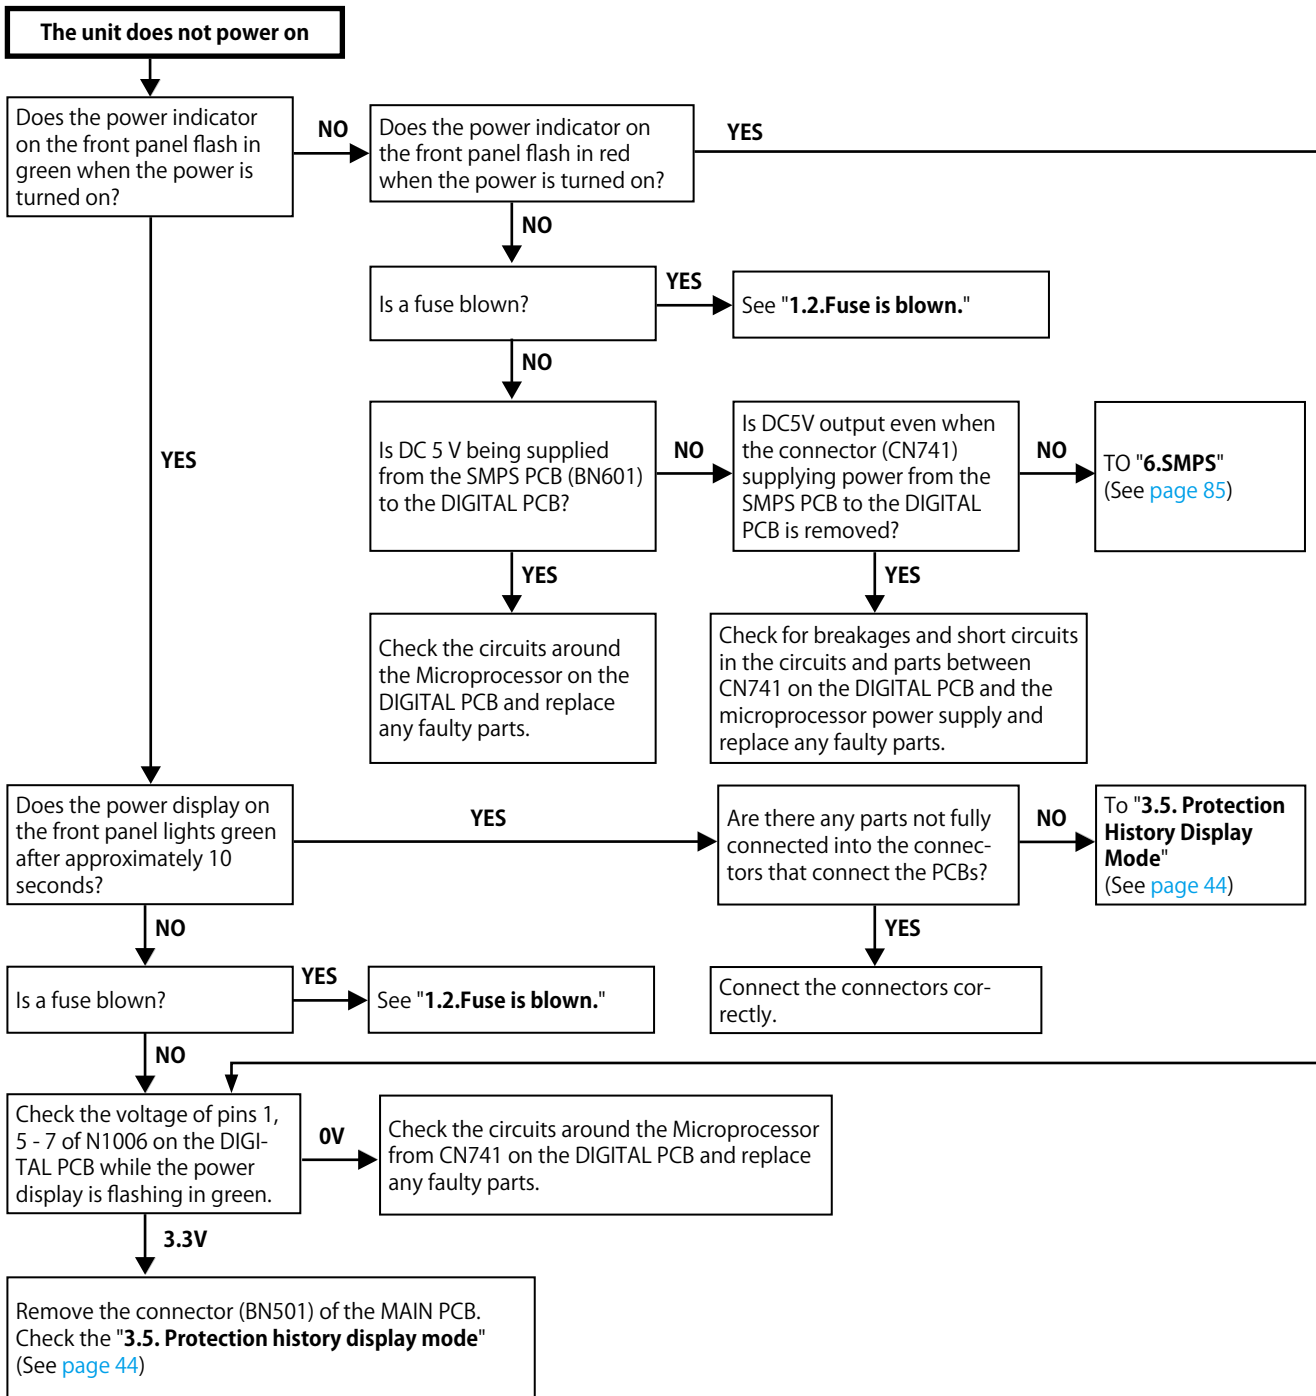 The unit does not power on
Does the power indicator
on the front panel flash in
green when the power is
turned on?
NO
Does the power indicator on
the front panel flash in red
when the power is turned on?
YES
NO
Is a fuse blown?
YES
See "1.2.Fuse is blown."
NO
YES
Is DC 5 V being supplied
from the SMPS PCB (BN601)
to the DIGITAL PCB?
NO
Is DC5V output even when
the connector (CN741)
supplying power from the
SMPS PCB to the DIGITAL
PCB is removed?
NO
TO "6.SMPS"
(See page 85)
YES
YES
Check the circuits around
the Microprocessor on the
DIGITAL PCB and replace
any faulty parts.
Check for breakages and short circuits
in the circuits and parts between
CN741 on the DIGITAL PCB and the
microprocessor power supply and
replace any faulty parts.
Does the power display on
the front panel lights green
after approximately 10
seconds?
YES
Are there any parts not fully
connected into the connec-
tors that connect the PCBs?
NO
To "3.5. Protection
History Display
Mode"
(See page 44)
NO
YES
Is a fuse blown?
YES
See "1.2.Fuse is blown."
Connect the connectors cor-
rectly.
NO
Check the voltage of pins 1,
5 - 7 of N1006 on the DIGI-
TAL PCB while the power
display is flashing in green.
0V
Check the circuits around the Microprocessor
from CN741 on the DIGITAL PCB and replace
any faulty parts.
3.3V
Remove the connector (BN501) of the MAIN PCB.
Check the "3.5. Protection history display mode"
(See page 44)